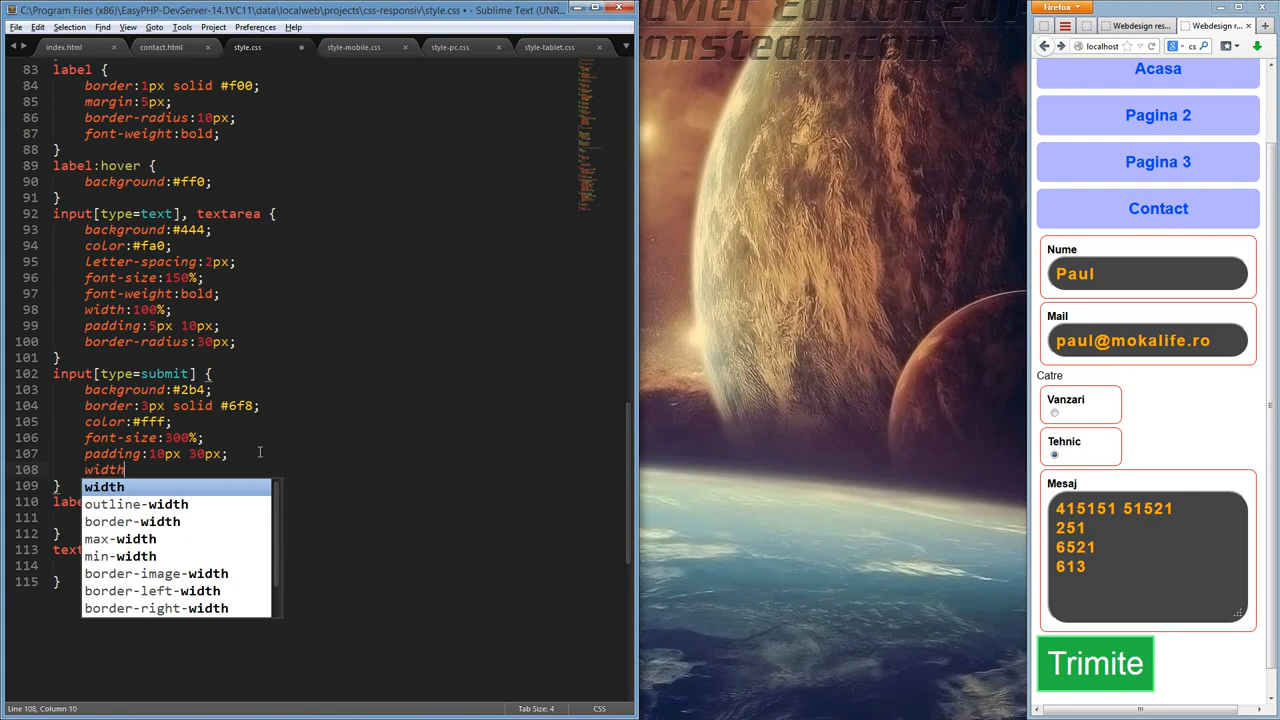 C:\Program Files (x86)\EasyPHP-DevServer-14.1VC11\data\localweb\projects\css-responsiv\style.css • - Sublime Text (UNR...
File Edit Selection Find View Goto Tools Project Preferences Help
index.html contact.html style.css style-mobile.css style-pc.css style-tablet.css
83 label {
84 border:1px solid #f00;
85 margin:5px;
86 border-radius:10px;
87 font-weight:bold;
88 }
89 label:hover {
90 background:#ff0;
91 }
92 input[type=text], textarea {
93 background:#444;
94 color:#fa0;
95 letter-spacing:2px;
96 font-size:150%;
97 font-weight:bold;
98 width:100%;
99 padding:5px 10px;
100 border-radius:30px;
101 }
102 input[type=submit] {
103 background:#2b4;
104 border:3px solid #6f8;
105 color:#fff;
106 font-size:300%;
107 padding:10px 30px;
108 width
109 }
110 labe
111
112 }
113 text
114
115 }
width
outline-width
border-width
max-width
min-width
border-image-width
border-left-width
border-right-width
Line 108, Column 10 Tab Size: 4 CSS
onsteam.com
Firefox
Webdesign res... Webdesign res...
localhost cs
Acasa
Pagina 2
Pagina 3
Contact
Nume
Paul
Mail
paul@mokalife.ro
Catre
Vanzari
Tehnic
Mesaj
415151 51521
251
6521
613
Trimite